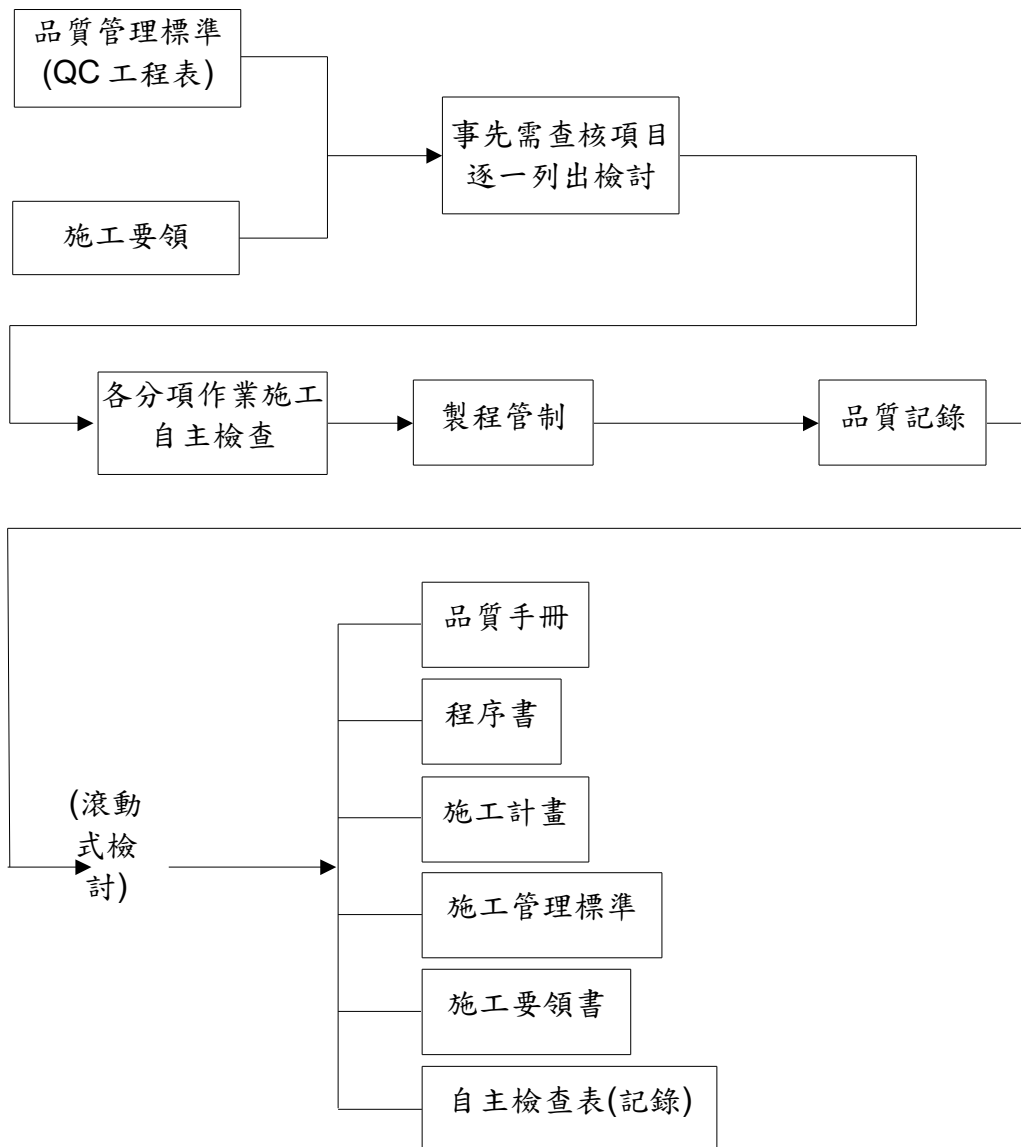 品質管理標準
(QC 工程表)
事先需查核項目
逐一列出檢討
施工要領
各分項作業施工
自主檢查
製程管制
品質記錄
品質手冊
程序書
(滾動
式檢
討)
施工計畫
施工管理標準
施工要領書
自主檢查表(記錄)